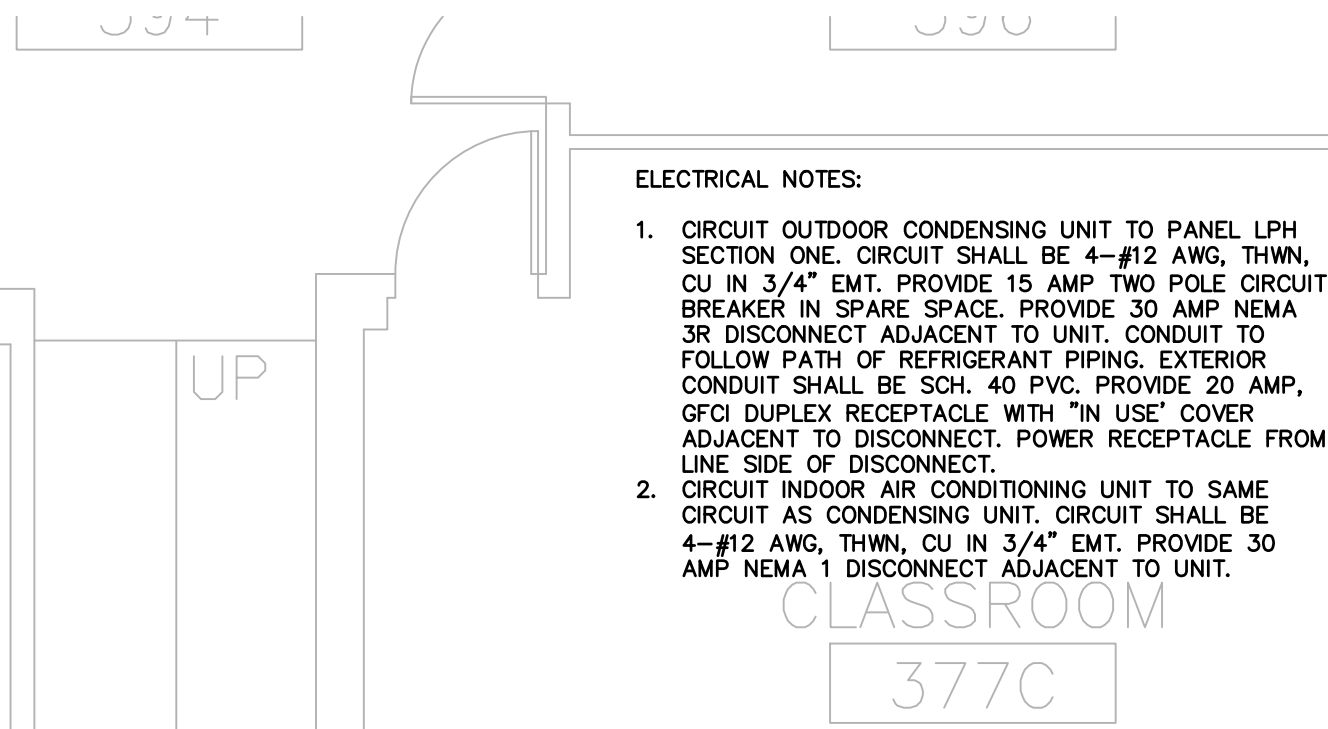 ELECTRICAL NOTES:
1. CIRCUIT OUTDOOR CONDENSING UNIT TO PANEL LPH
SECTION ONE. CIRCUIT SHALL BE 4-#12 AWG, THWN,
CU IN 3/4" EMT. PROVIDE 15 AMP TWO POLE CIRCUIT
BREAKER IN SPARE SPACE. PROVIDE 30 AMP NEMA
3R DISCONNECT ADJACENT TO UNIT. CONDUIT TO
FOLLOW PATH OF REFRIGERANT PIPING. EXTERIOR
CONDUIT SHALL BE SCH. 40 PVC. PROVIDE 20 AMP,
GFCI DUPLEX RECEPTACLE WITH "IN USE' COVER
ADJACENT TO DISCONNECT. POWER RECEPTACLE FROM
LINE SIDE OF DISCONNECT.
2. CIRCUIT INDOOR AIR CONDITIONING UNIT TO SAME
CIRCUIT AS CONDENSING UNIT. CIRCUIT SHALL BE
4-#12 AWG, THWN, CU IN 3/4" EMT. PROVIDE 30
AMP NEMA 1 DISCONNECT ADJACENT TO UNIT.
UP
CLASSROOM
377C